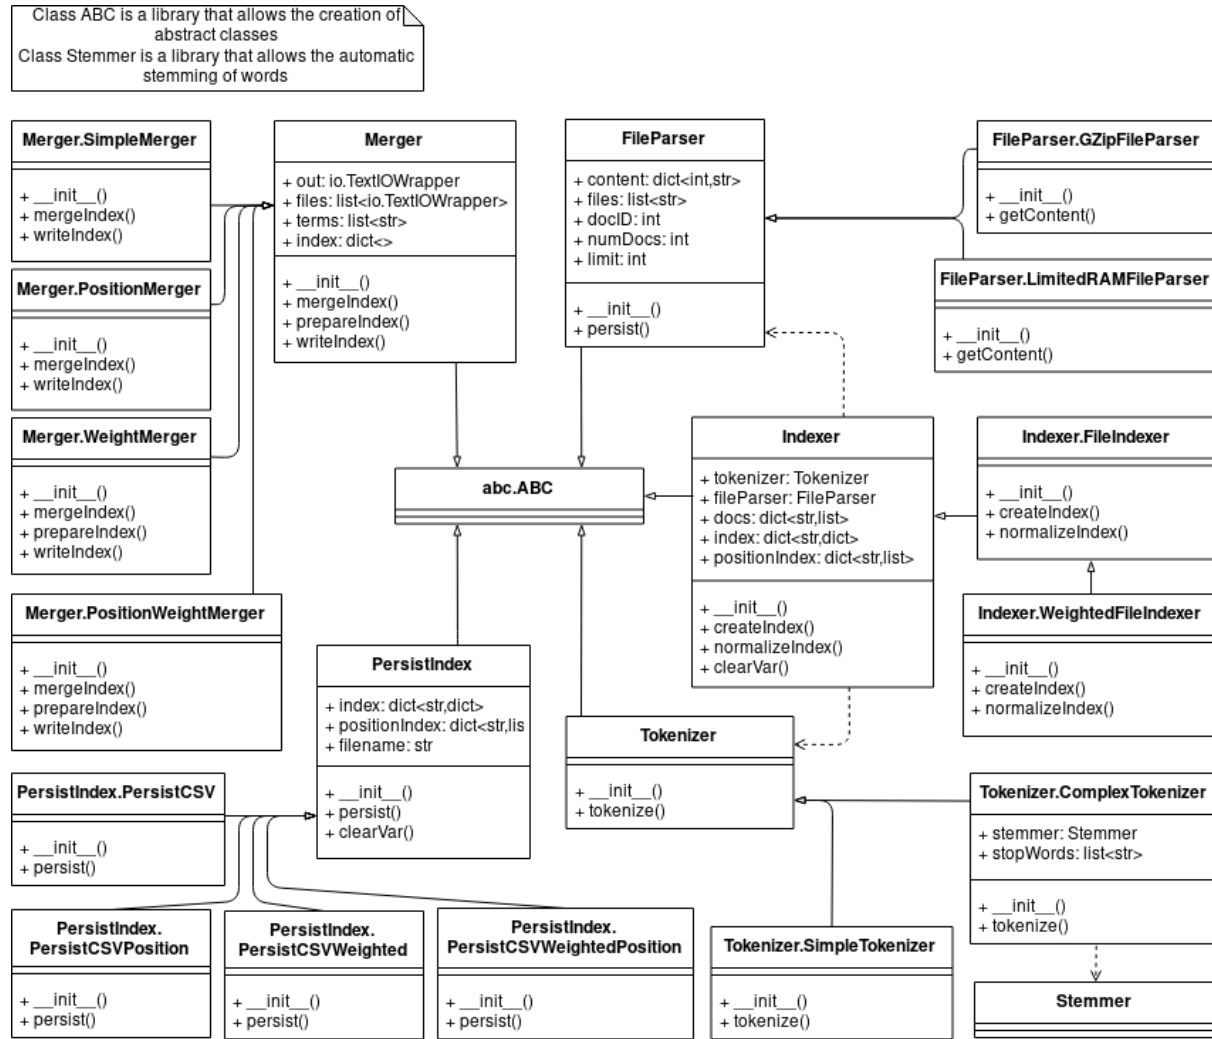 Class ABC is a library that allows the creation of
abstract classes
Class Stemmer is a library that allows the automatic
stemming of words
Merger.SimpleMerger
+ __init__()
+ mergeIndex()
+ writeIndex()
Merger.PositionMerger
+ __init__()
+ mergeIndex()
+ writeIndex()
Merger.WeightMerger
+ __init__()
+ mergeIndex()
+ prepareIndex()
+ writeIndex()
Merger.PositionWeightMerger
+ __init__()
+ mergeIndex()
+ prepareIndex()
+ writeIndex()
Merger
+ out: io.TextIOWrapper
+ files: list<io.TextIOWrapper>
+ terms: list<str>
+ index: dict<>
+ __init__()
+ mergeIndex()
+ prepareIndex()
+ writeIndex()
FileParser
+ content: dict<int,str>
+ files: list<str>
+ docID: int
+ numDocs: int
+ limit: int
+ __init__()
+ persist()
FileParser.GZipFileParser
+ __init__()
+ getContent()
FileParser.LimitedRAMFileParser
+ __init__()
+ getContent()
abc.ABC
Indexer
+ tokenizer: Tokenizer
+ fileParser: FileParser
+ docs: dict<str,list>
+ index: dict<str,dict>
+ positionIndex: dict<str,list>
+ __init__()
+ createIndex()
+ normalizeIndex()
+ clearVar()
Indexer.FileIndexer
+ __init__()
+ createIndex()
+ normalizeIndex()
Indexer.WeightedFileIndexer
+ __init__()
+ createIndex()
+ normalizeIndex()
PersistIndex
+ index: dict<str,dict>
+ positionIndex: dict<str,lis
+ filename: str
+ __init__()
+ persist()
+ clearVar()
Tokenizer
+ __init__()
+ tokenize()
PersistIndex.PersistCSV
+ __init__()
+ persist()
PersistIndex.
PersistCSVPosition
+ __init__()
+ persist()
PersistIndex.
PersistCSVWeighted
+ __init__()
+ persist()
PersistIndex.
PersistCSVWeightedPosition
+ __init__()
+ persist()
Tokenizer.SimpleTokenizer
+ __init__()
+ tokenize()
Tokenizer.ComplexTokenizer
+ stemmer: Stemmer
+ stopWords: list<str>
+ __init__()
+ tokenize()
Stemmer